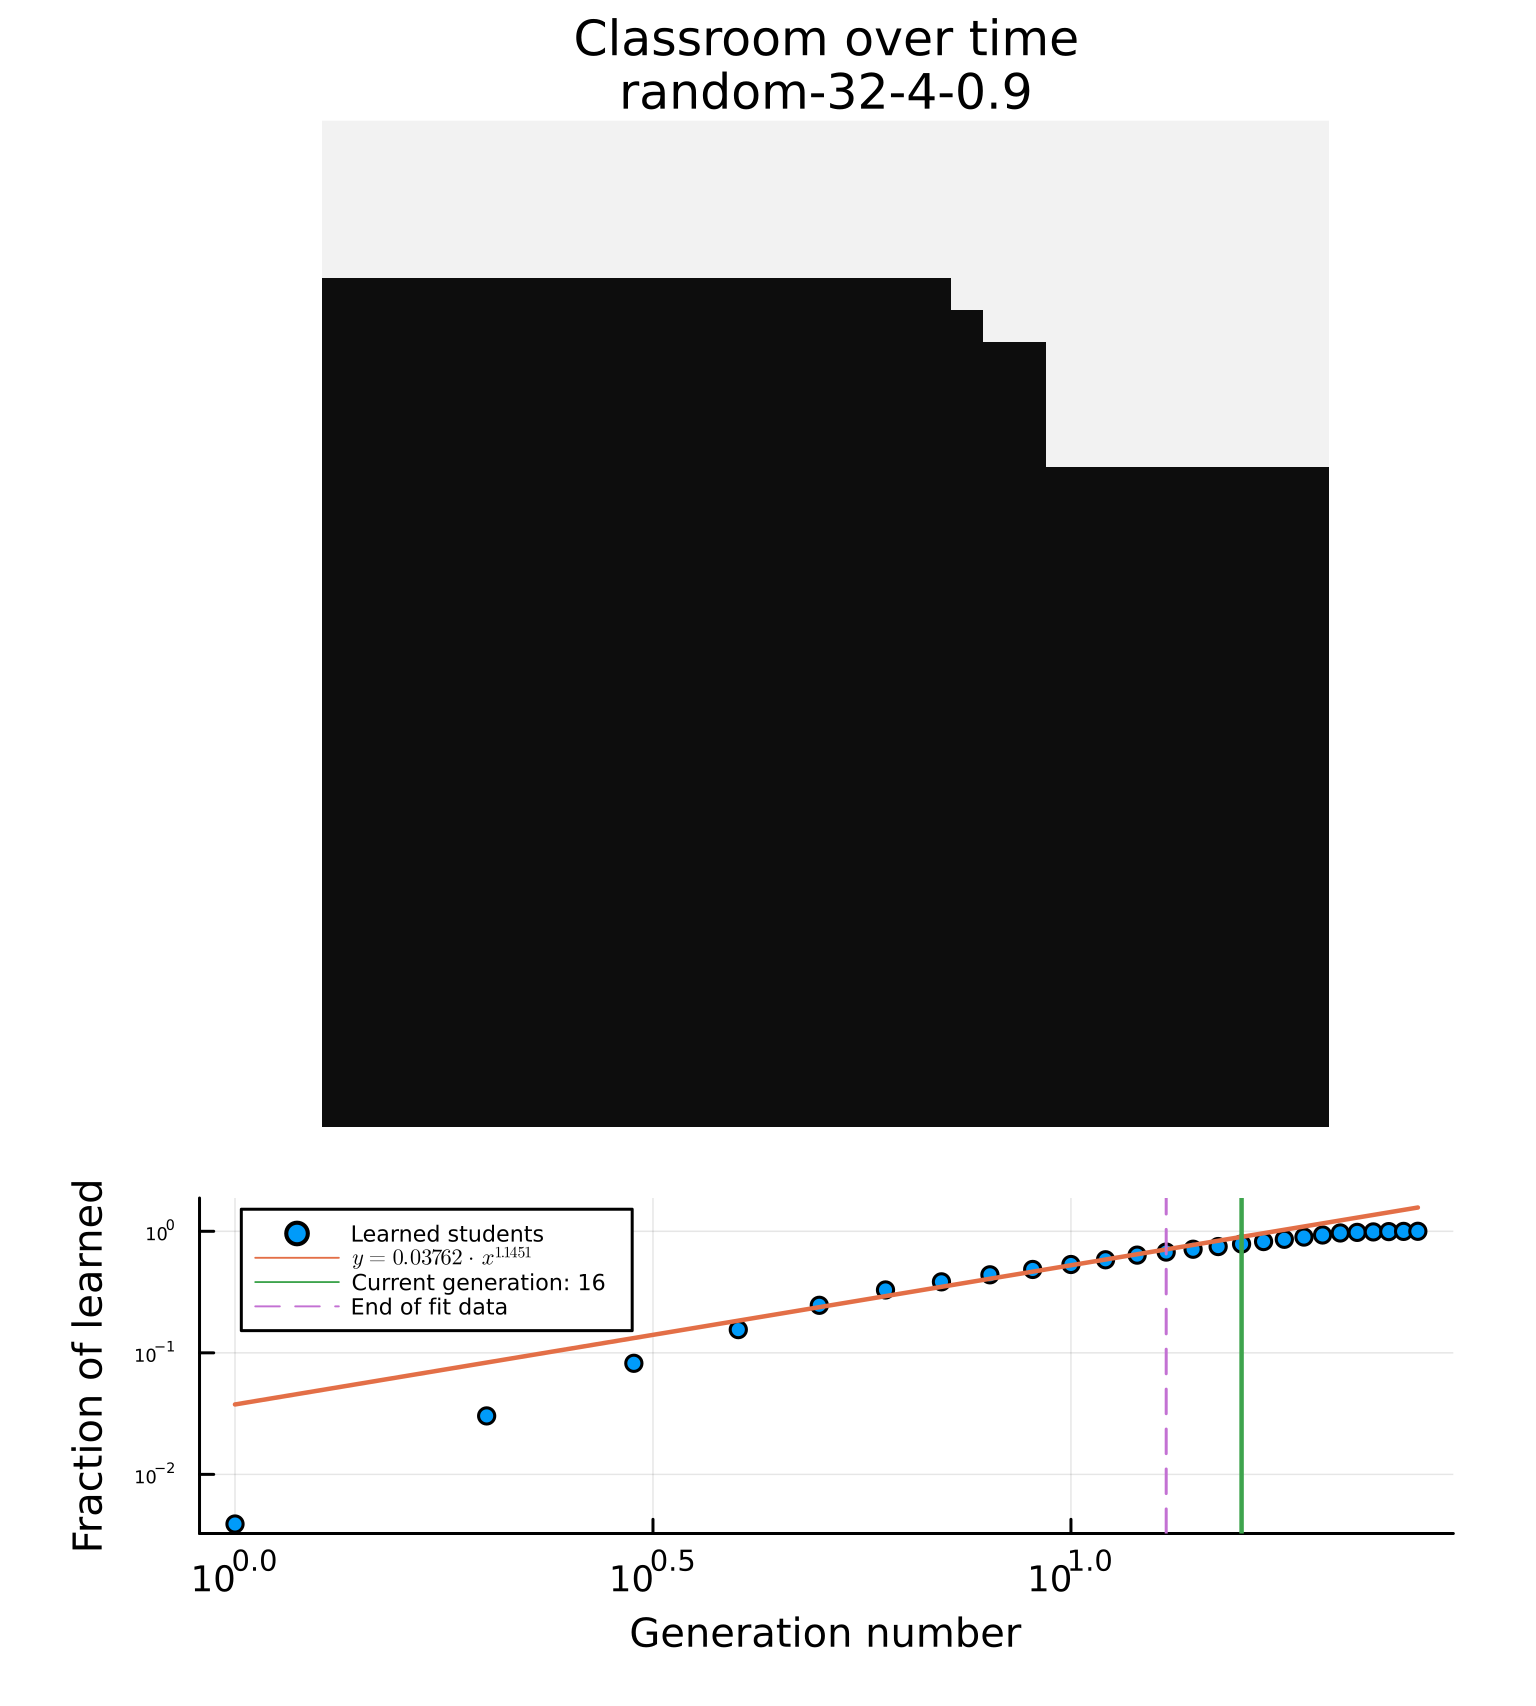 Classroom over time
random-32-4-0.9
Fraction of learned
10^0
10^−1
10^−2
Learned students
y = 0.03762 · x^1.1451
Current generation: 16
End of fit data
10^0.0
10^0.5
10^1.0
Generation number